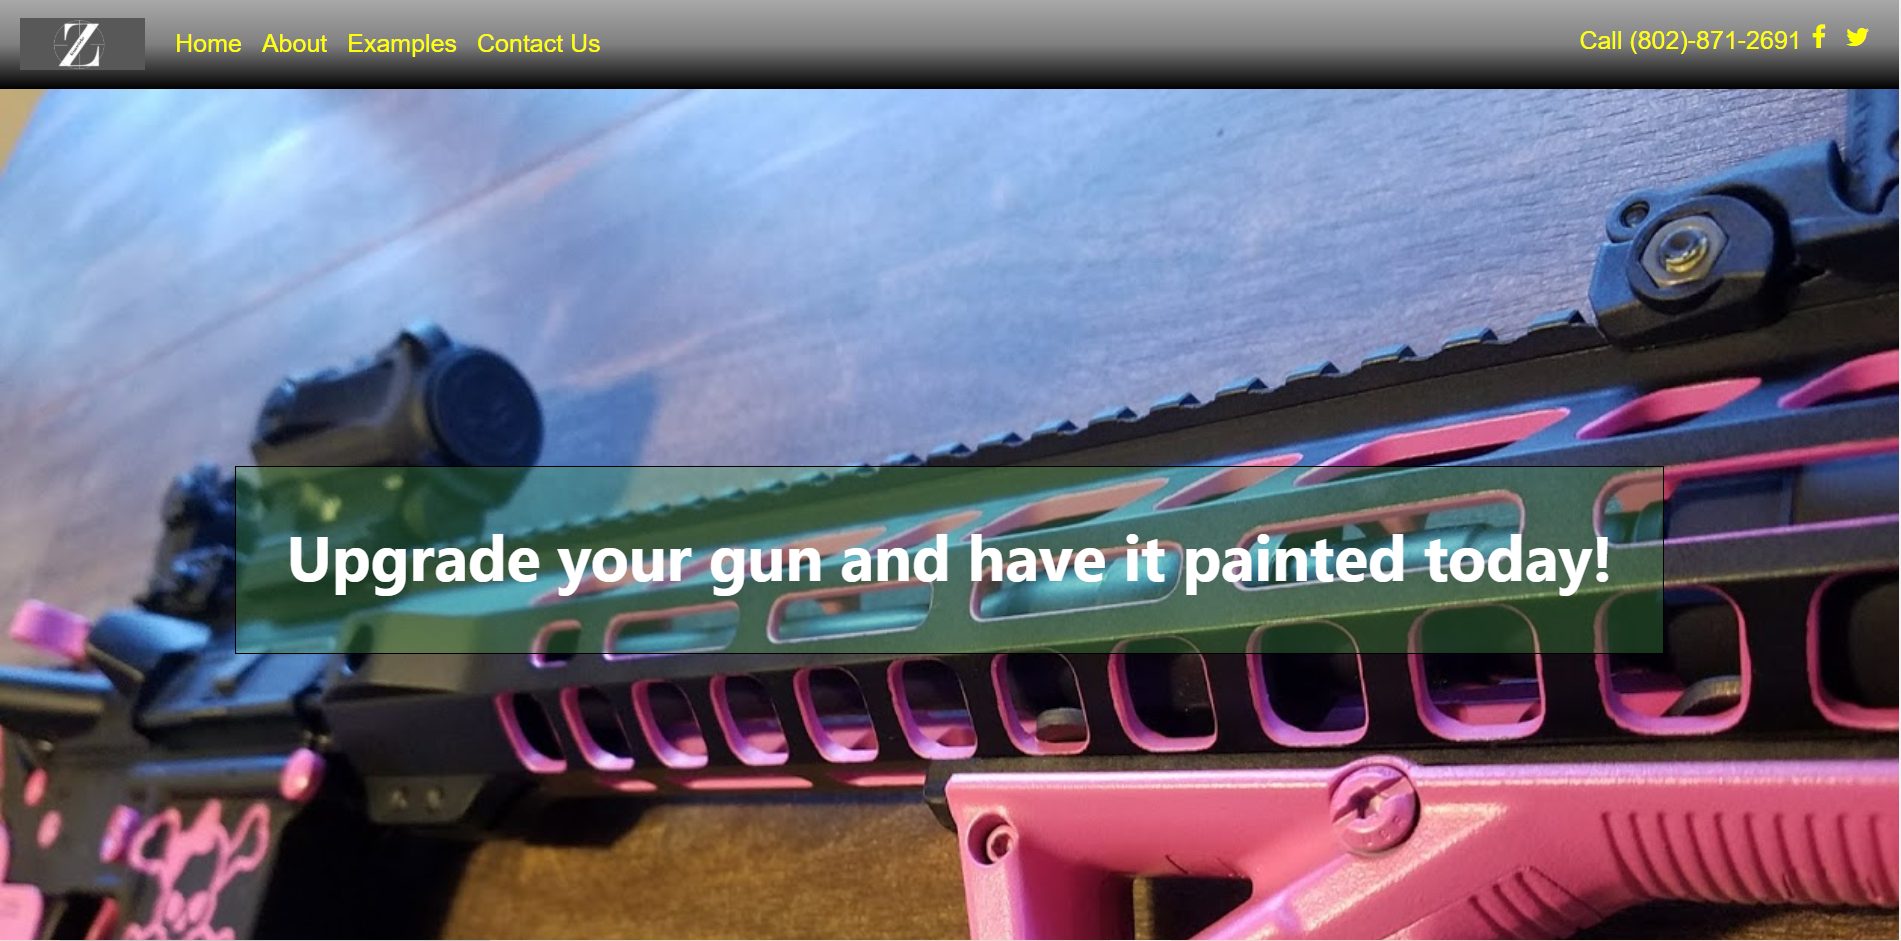 Z
Home About Examples Contact Us
Call (802)-871-2691
Upgrade your gun and have it painted today!